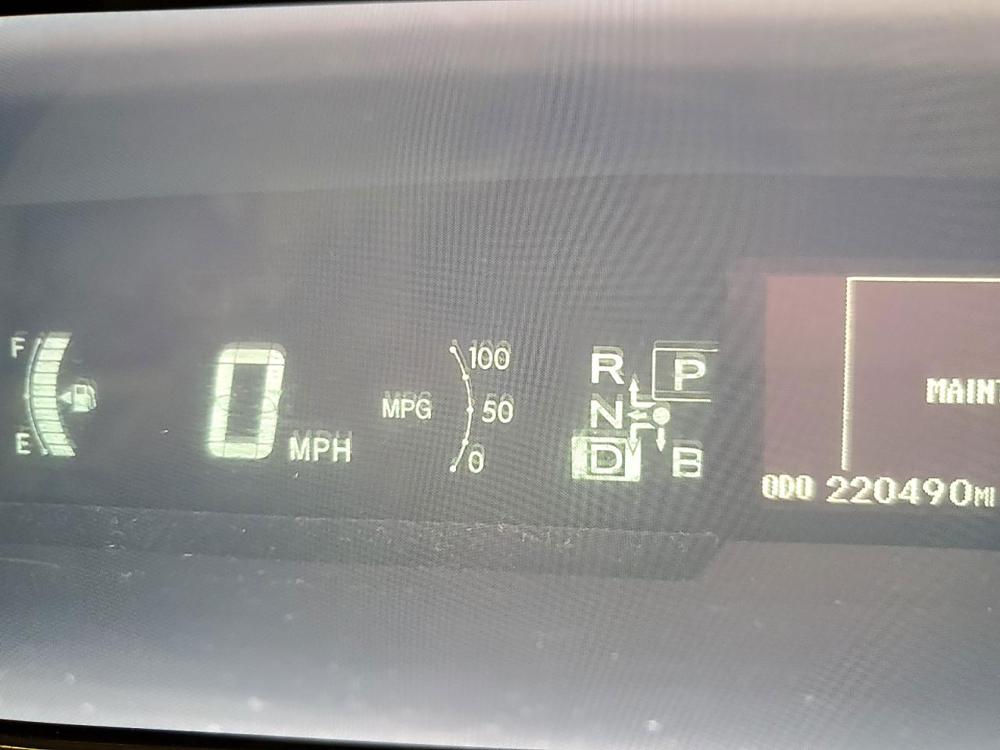 F
E
0 MPH
MPG
100
50
0
R P
N
D B
MAINT
ODO 220490MI